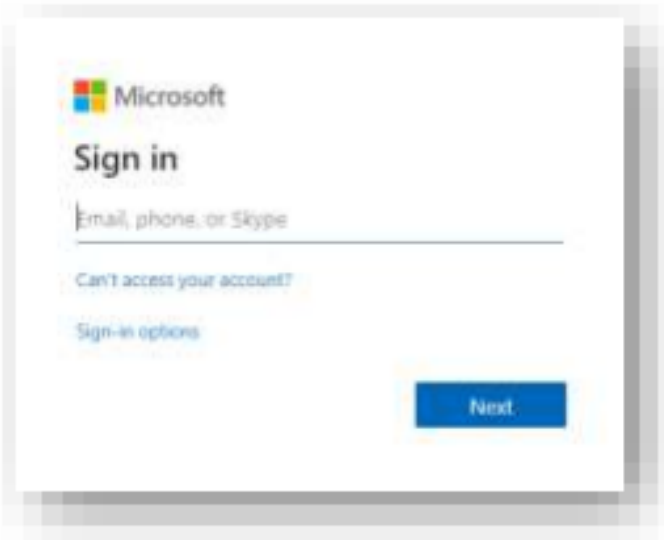 Microsoft
Sign in
Email, phone, or Skype
Can't access your account?
Sign-in options
Next